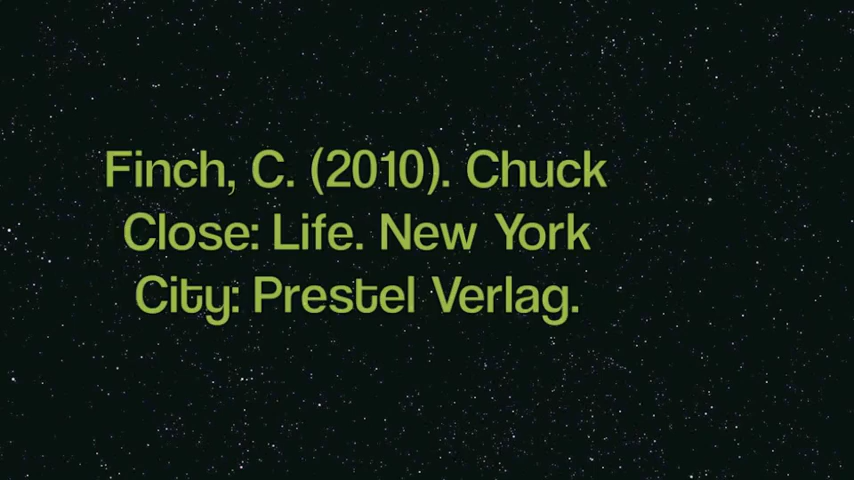 Finch, C. (2010). Chuck
Close: Life. New York
City: Prestel Verlag.